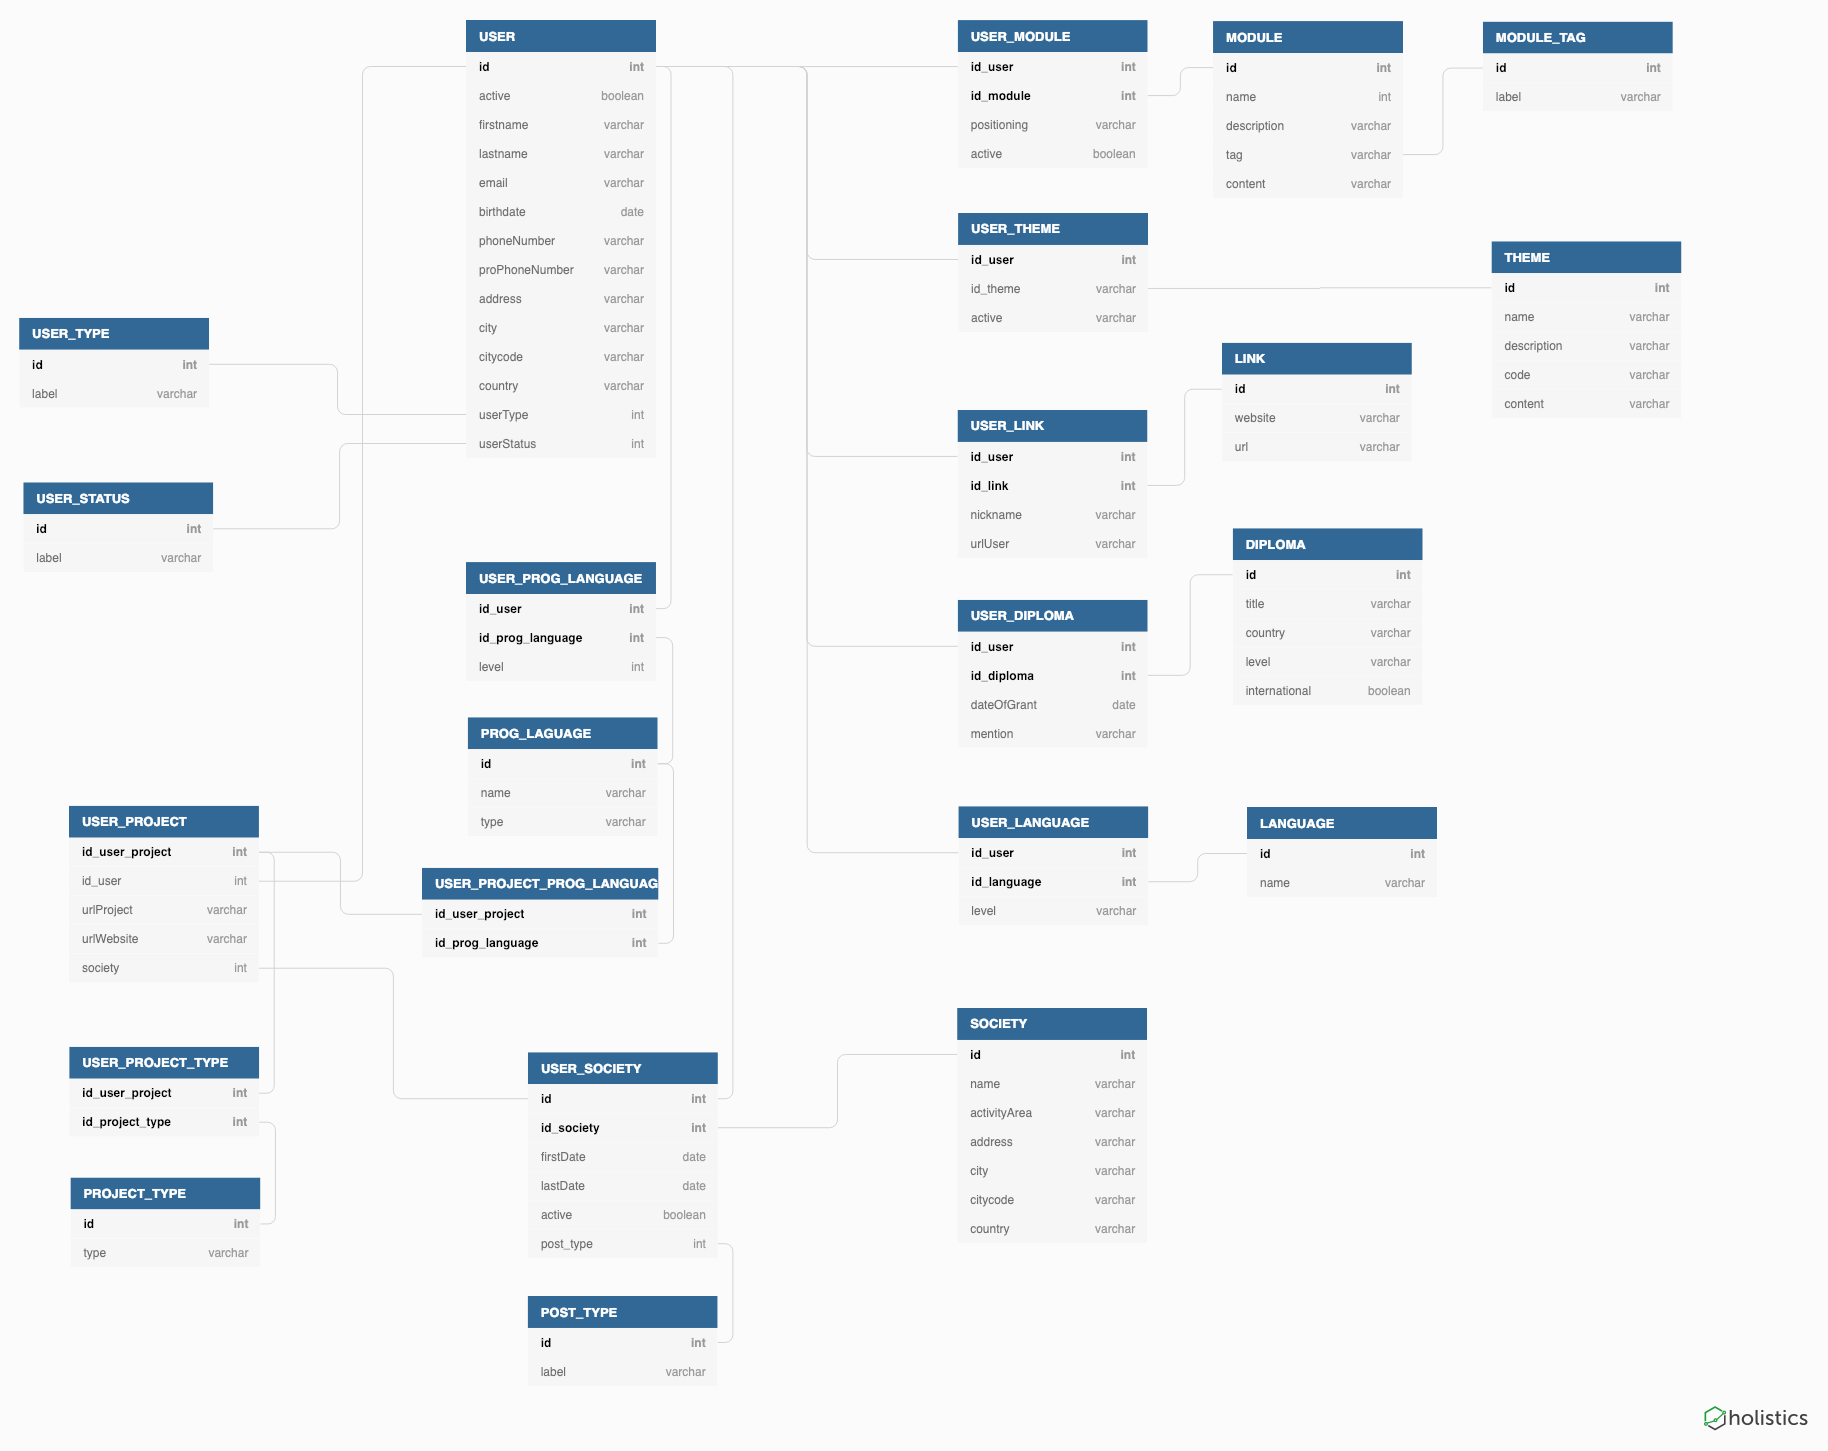 USER
id int
active boolean
firstname varchar
lastname varchar
email varchar
birthdate date
phoneNumber varchar
proPhoneNumber varchar
address varchar
city varchar
citycode varchar
country varchar
userType int
userStatus int
USER_MODULE
id_user int
id_module int
positioning varchar
active boolean
MODULE
id int
name int
description varchar
tag varchar
content varchar
MODULE_TAG
id int
label varchar
USER_THEME
id_user int
id_theme varchar
active varchar
THEME
id int
name varchar
description varchar
code varchar
content varchar
USER_TYPE
id int
label varchar
LINK
id int
website varchar
url varchar
USER_LINK
id_user int
id_link int
nickname varchar
urlUser varchar
USER_STATUS
id int
label varchar
DIPLOMA
id int
title varchar
country varchar
level varchar
international boolean
USER_PROG_LANGUAGE
id_user int
id_prog_language int
level int
USER_DIPLOMA
id_user int
id_diploma int
dateOfGrant date
mention varchar
PROG_LAGUAGE
id int
name varchar
type varchar
USER_PROJECT
id_user_project int
id_user int
urlProject varchar
urlWebsite varchar
society int
USER_PROJECT_PROG_LANGUAG
id_user_project int
id_prog_language int
USER_LANGUAGE
id_user int
id_language int
level varchar
LANGUAGE
id int
name varchar
USER_PROJECT_TYPE
id_user_project int
id_project_type int
USER_SOCIETY
id int
id_society int
firstDate date
lastDate date
active boolean
post_type int
SOCIETY
id int
name varchar
activityArea varchar
address varchar
city varchar
citycode varchar
country varchar
PROJECT_TYPE
id int
type varchar
POST_TYPE
id int
label varchar
holistics